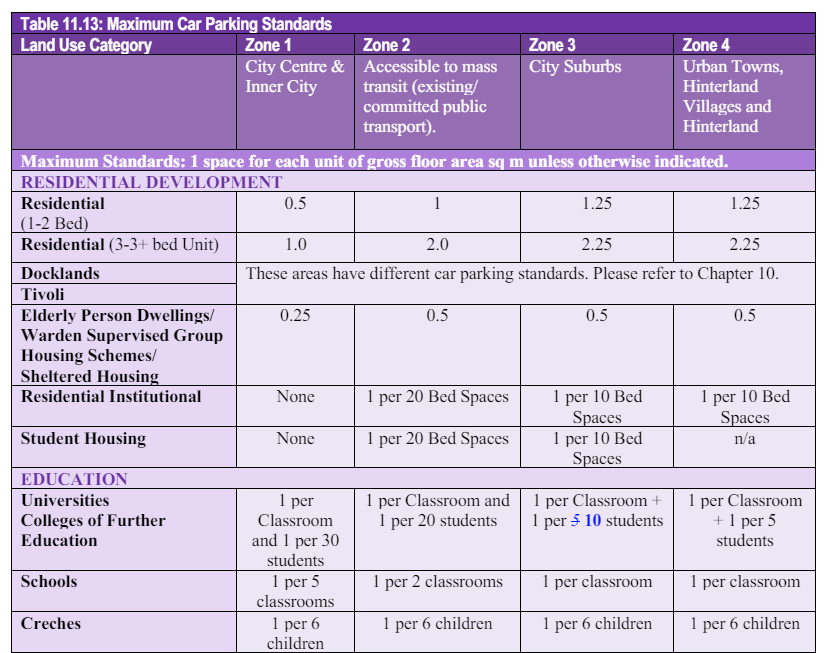 Table 11.13: Maximum Car Parking Standards
Land Use Category Zone 1 Zone 2 Zone 3 Zone 4
City Centre & Accessible to mass City Suburbs Urban Towns,
Inner City transit (existing/ Hinterland
committed public Villages and
transport). Hinterland
Maximum Standards: 1 space for each unit of gross floor area sq m unless otherwise indicated.
RESIDENTIAL DEVELOPMENT
Residential 0.5 1 1.25 1.25
(1-2 Bed)
Residential (3-3+ bed Unit) 1.0 2.0 2.25 2.25
Docklands These areas have different car parking standards. Please refer to Chapter 10.
Tivoli
Elderly Person Dwellings/ 0.25 0.5 0.5 0.5
Warden Supervised Group
Housing Schemes/
Sheltered Housing
Residential Institutional None 1 per 20 Bed Spaces 1 per 10 Bed 1 per 10 Bed
Spaces Spaces
Student Housing None 1 per 20 Bed Spaces 1 per 10 Bed n/a
Spaces
EDUCATION
Universities 1 per 1 per Classroom and 1 per Classroom + 1 per Classroom
Colleges of Further Classroom 1 per 20 students 1 per 5 10 students + 1 per 5
Education and 1 per 30 students
students
Schools 1 per 5 1 per 2 classrooms 1 per classroom 1 per classroom
classrooms
Creches 1 per 6 1 per 6 children 1 per 6 children 1 per 6 children
children